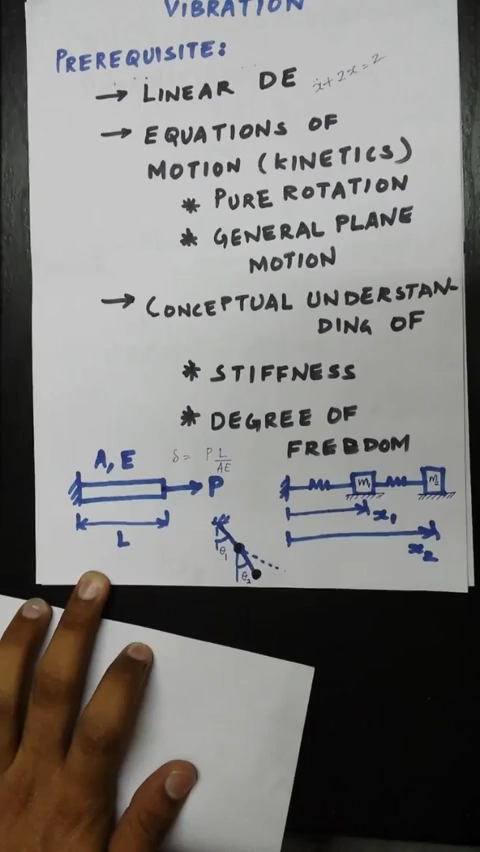 VIBRATION
PREREQUISITE:
→ LINEAR DE ẍ + 2x = 2
→ EQUATIONS OF
MOTION (KINETICS)
* PURE ROTATION
* GENERAL PLANE
MOTION
→ CONCEPTUAL UNDERSTAN-
DING OF
* STIFFNESS
* DEGREE OF
FREEDOM
A, E δ = PL/AE
P
L
m₁ m₂
x₁
x₂
θ₁
θ₂